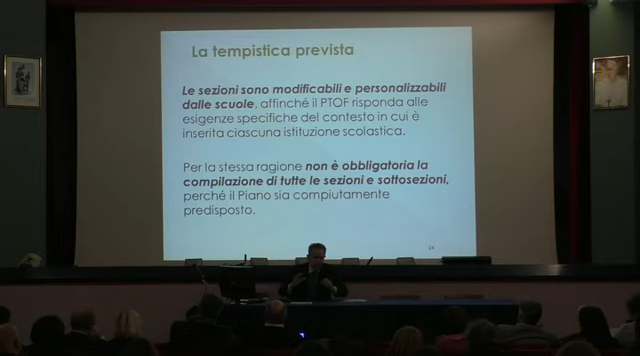 La tempistica prevista
Le sezioni sono modificabili e personalizzabili
dalle scuole, affinché il PTOF risponda alle
esigenze specifiche del contesto in cui è
inserita ciascuna istituzione scolastica.
Per la stessa ragione non è obbligatoria la
compilazione di tutte le sezioni e sottosezioni,
perché il Piano sia compiutamente
predisposto.
24